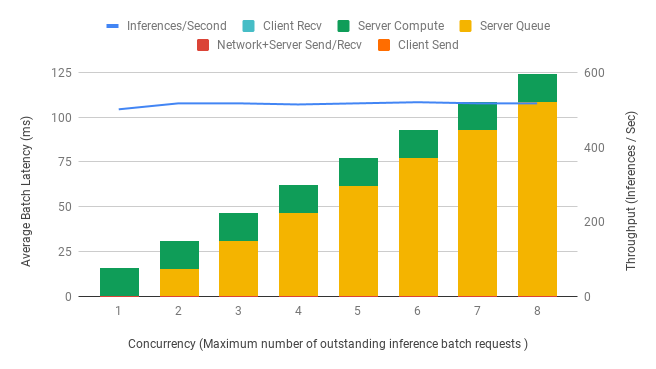 Inferences/Second Client Recv Server Compute Server Queue
Network+Server Send/Recv Client Send
Average Batch Latency (ms)
125
100
75
50
25
0
600
400
200
0
Throughput (Inferences / Sec)
1 2 3 4 5 6 7 8
Concurrency (Maximum number of outstanding inference batch requests )